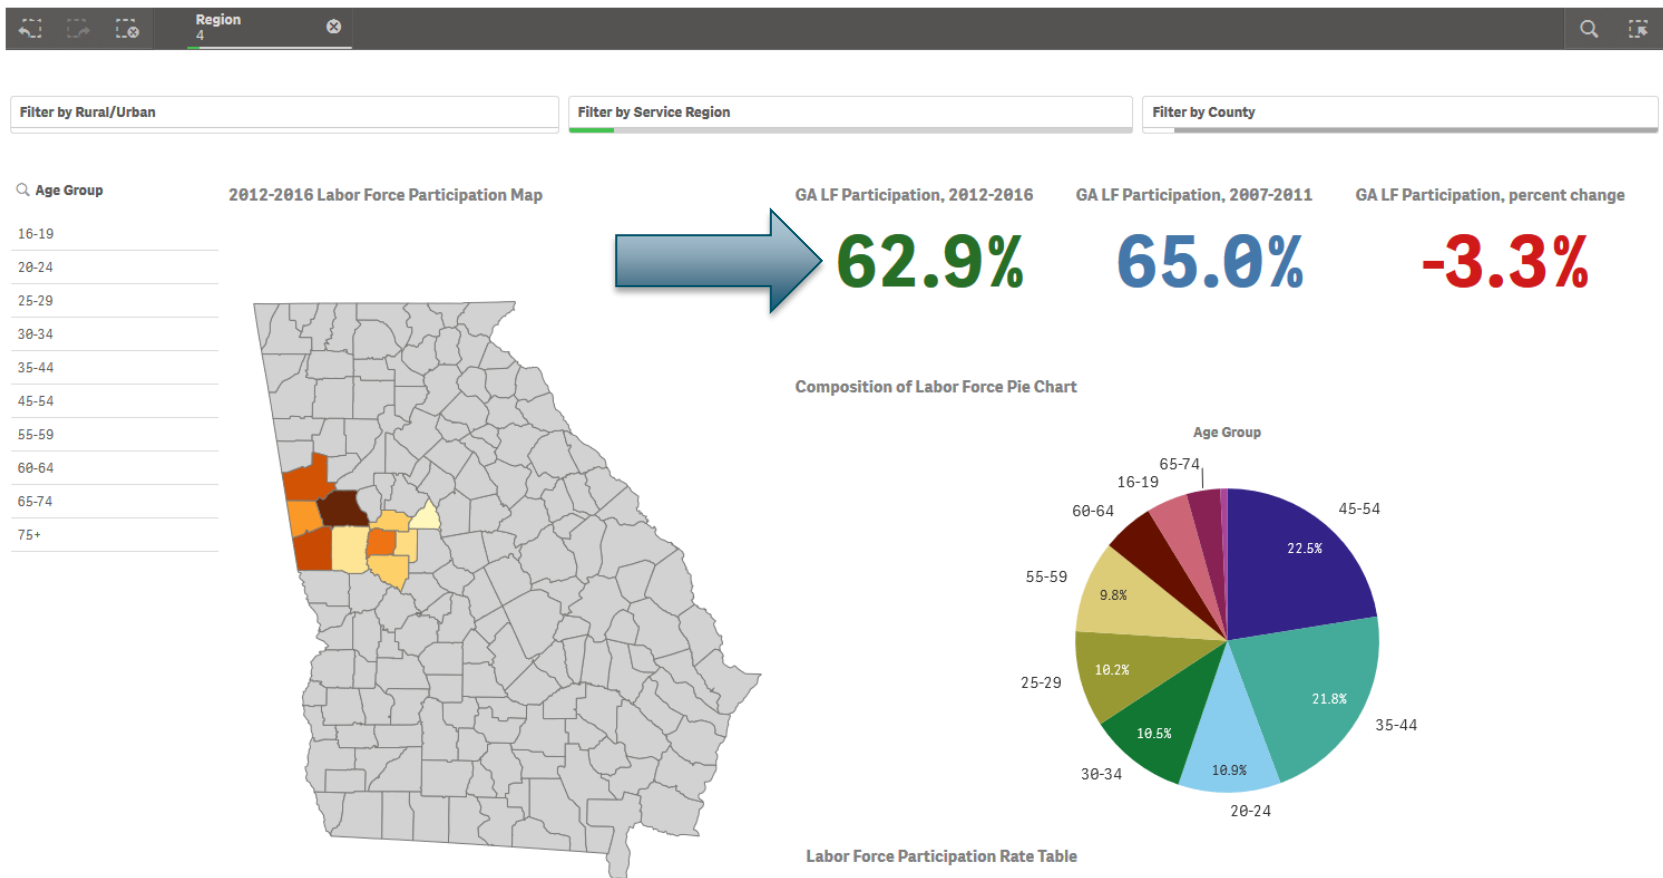 Region
4
Filter by Rural/Urban
Filter by Service Region
Filter by County
Age Group
16-19
20-24
25-29
30-34
35-44
45-54
55-59
60-64
65-74
75+
2012-2016 Labor Force Participation Map
GA LF Participation, 2012-2016
62.9%
GA LF Participation, 2007-2011
65.0%
GA LF Participation, percent change
-3.3%
Composition of Labor Force Pie Chart
Age Group
65-74
16-19
60-64
45-54
22.5%
55-59
9.8%
25-29
10.2%
21.8%
35-44
10.5%
30-34
10.9%
20-24
Labor Force Participation Rate Table